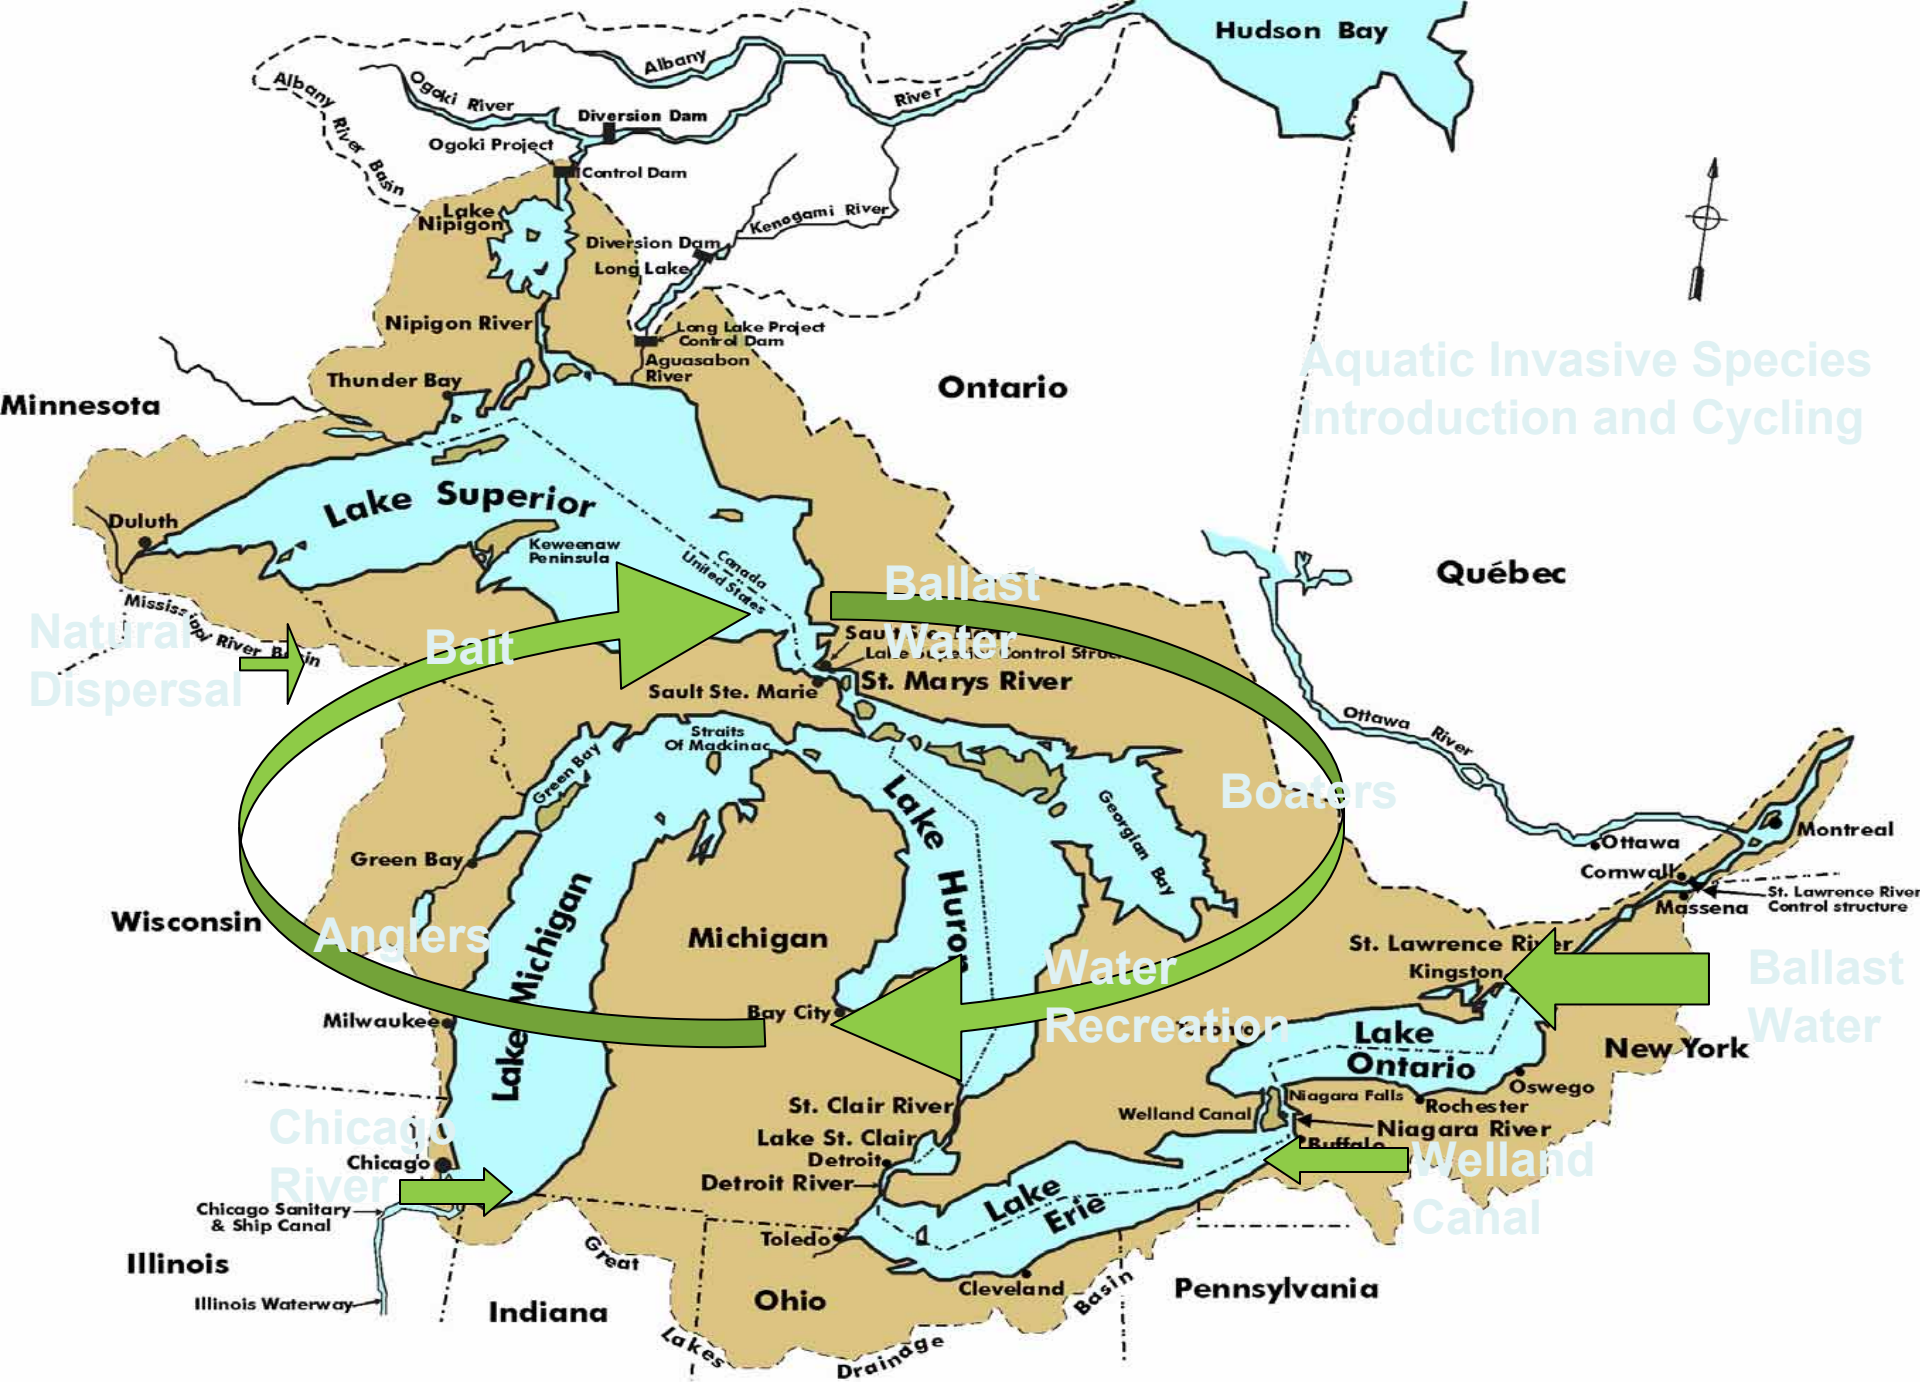 Hudson Bay
Albany
River
Albany
River Basin
Ogoki River
Diversion Dam
Ogoki Project
Control Dam
Lake
Nipigon
Kenogami River
Diversion Dam
Long Lake
Nipigon River
Long Lake Project
Control Dam
Aguasabon
River
Aquatic Invasive Species
Introduction and Cycling
Thunder Bay
Ontario
Minnesota
Lake Superior
Duluth
Keweenaw
Peninsula
Canada
United States
Québec
Ballast
Water
Mississippi River Basin
Natural
Dispersal
Bait
St. Marys River
Sault Ste. Marie
Ottawa River
Straits
Of Mackinac
Green Bay
Boaters
Lake Huron
Georgian Bay
Montreal
Ottawa
Cornwall
St. Lawrence River
Control structure
Massena
Green Bay
Wisconsin
Anglers
Lake Michigan
Michigan
St. Lawrence River
Kingston
Water
Recreation
Ballast
Water
Bay City
Milwaukee
Toronto
Lake
Ontario
New York
Oswego
Niagara Falls
Rochester
St. Clair River
Welland Canal
Niagara River
Buffalo
Chicago
River
Lake St. Clair
Detroit
Chicago
Welland
Canal
Detroit River
Lake
Erie
Chicago Sanitary
& Ship Canal
Toledo
Illinois
Illinois Waterway
Cleveland
Pennsylvania
Indiana
Ohio
Great
Lakes
Drainage
Basin